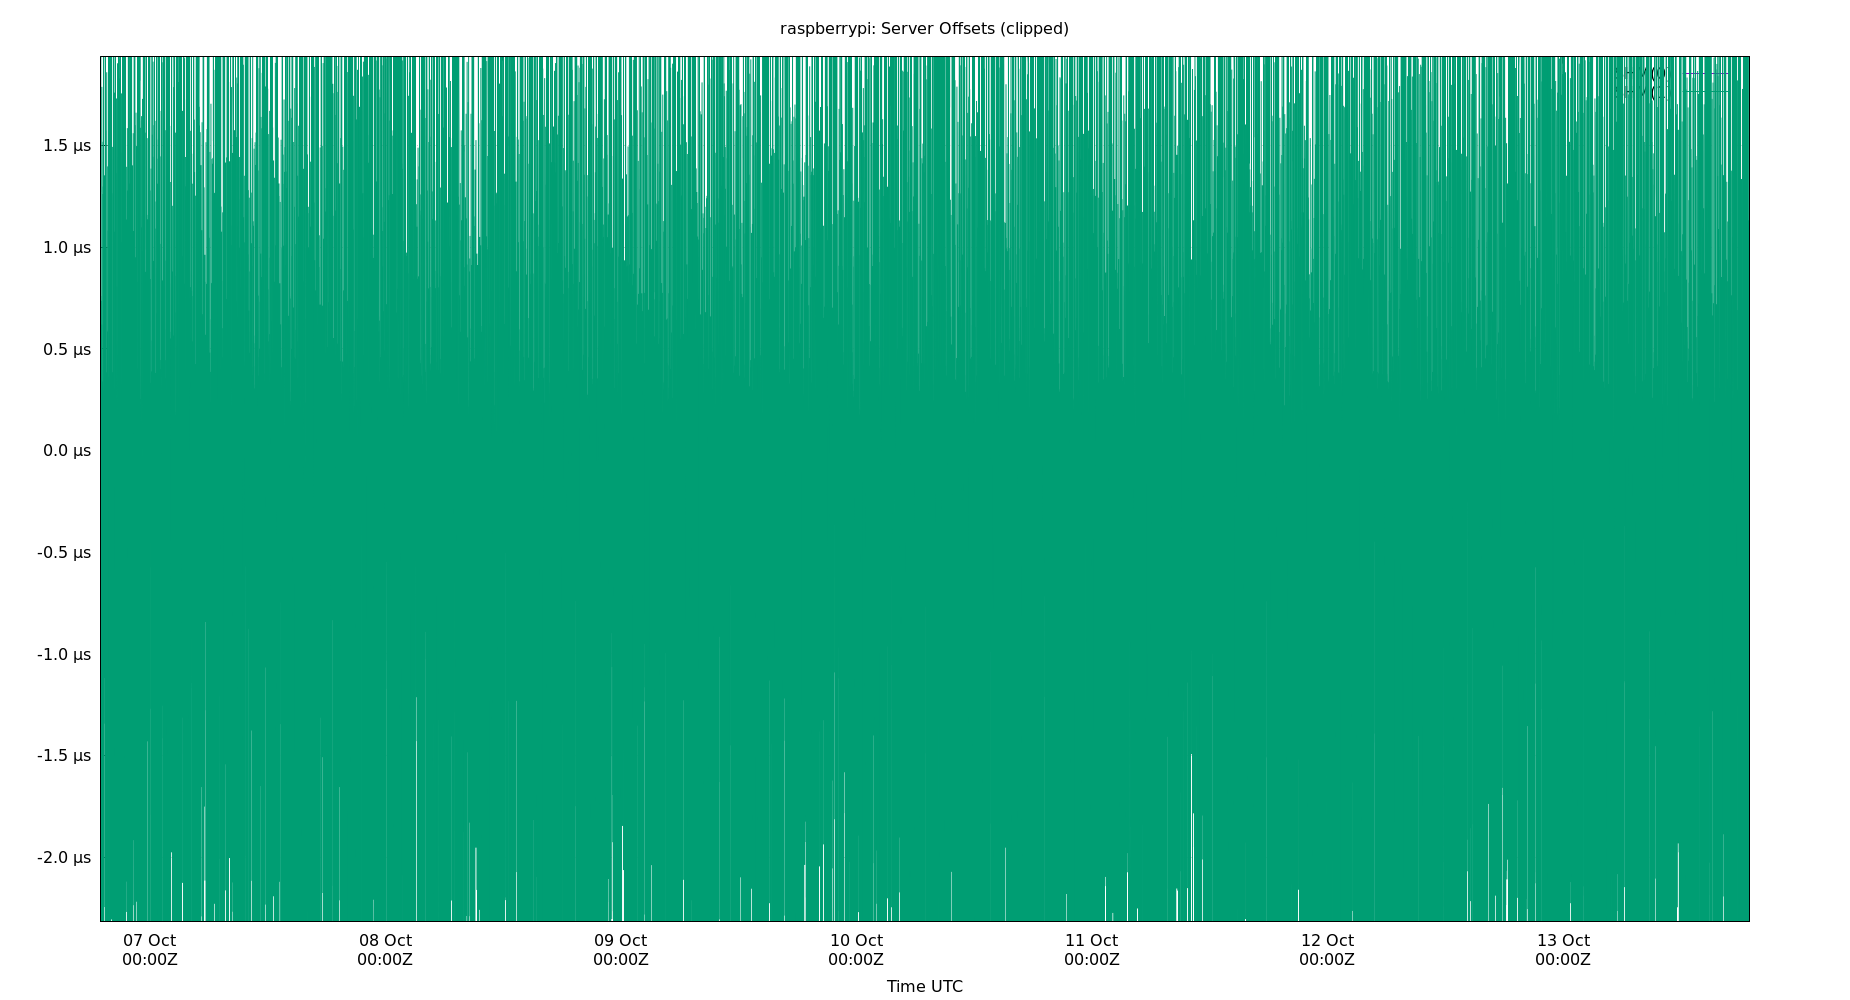 raspberrypi: Server Offsets (clipped)
1.5 µs
1.0 µs
0.5 µs
0.0 µs
-0.5 µs
-1.0 µs
-1.5 µs
-2.0 µs
07 Oct 08 Oct 09 Oct 10 Oct 11 Oct 12 Oct 13 Oct
00:00Z 00:00Z 00:00Z 00:00Z 00:00Z 00:00Z 00:00Z
Time UTC